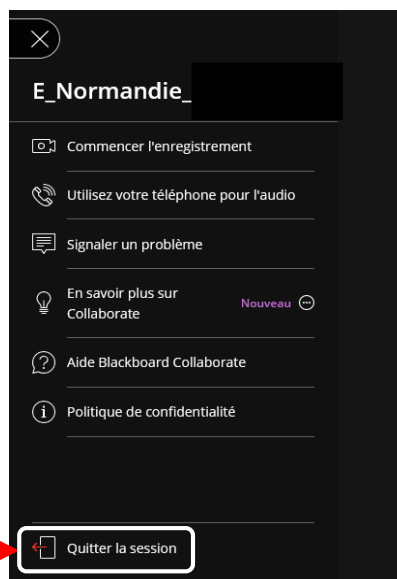 E_Normandie_
Commencer l'enregistrement
Utilisez votre téléphone pour l'audio
Signaler un problème
En savoir plus sur
Collaborate
Nouveau
Aide Blackboard Collaborate
Politique de confidentialité
Quitter la session